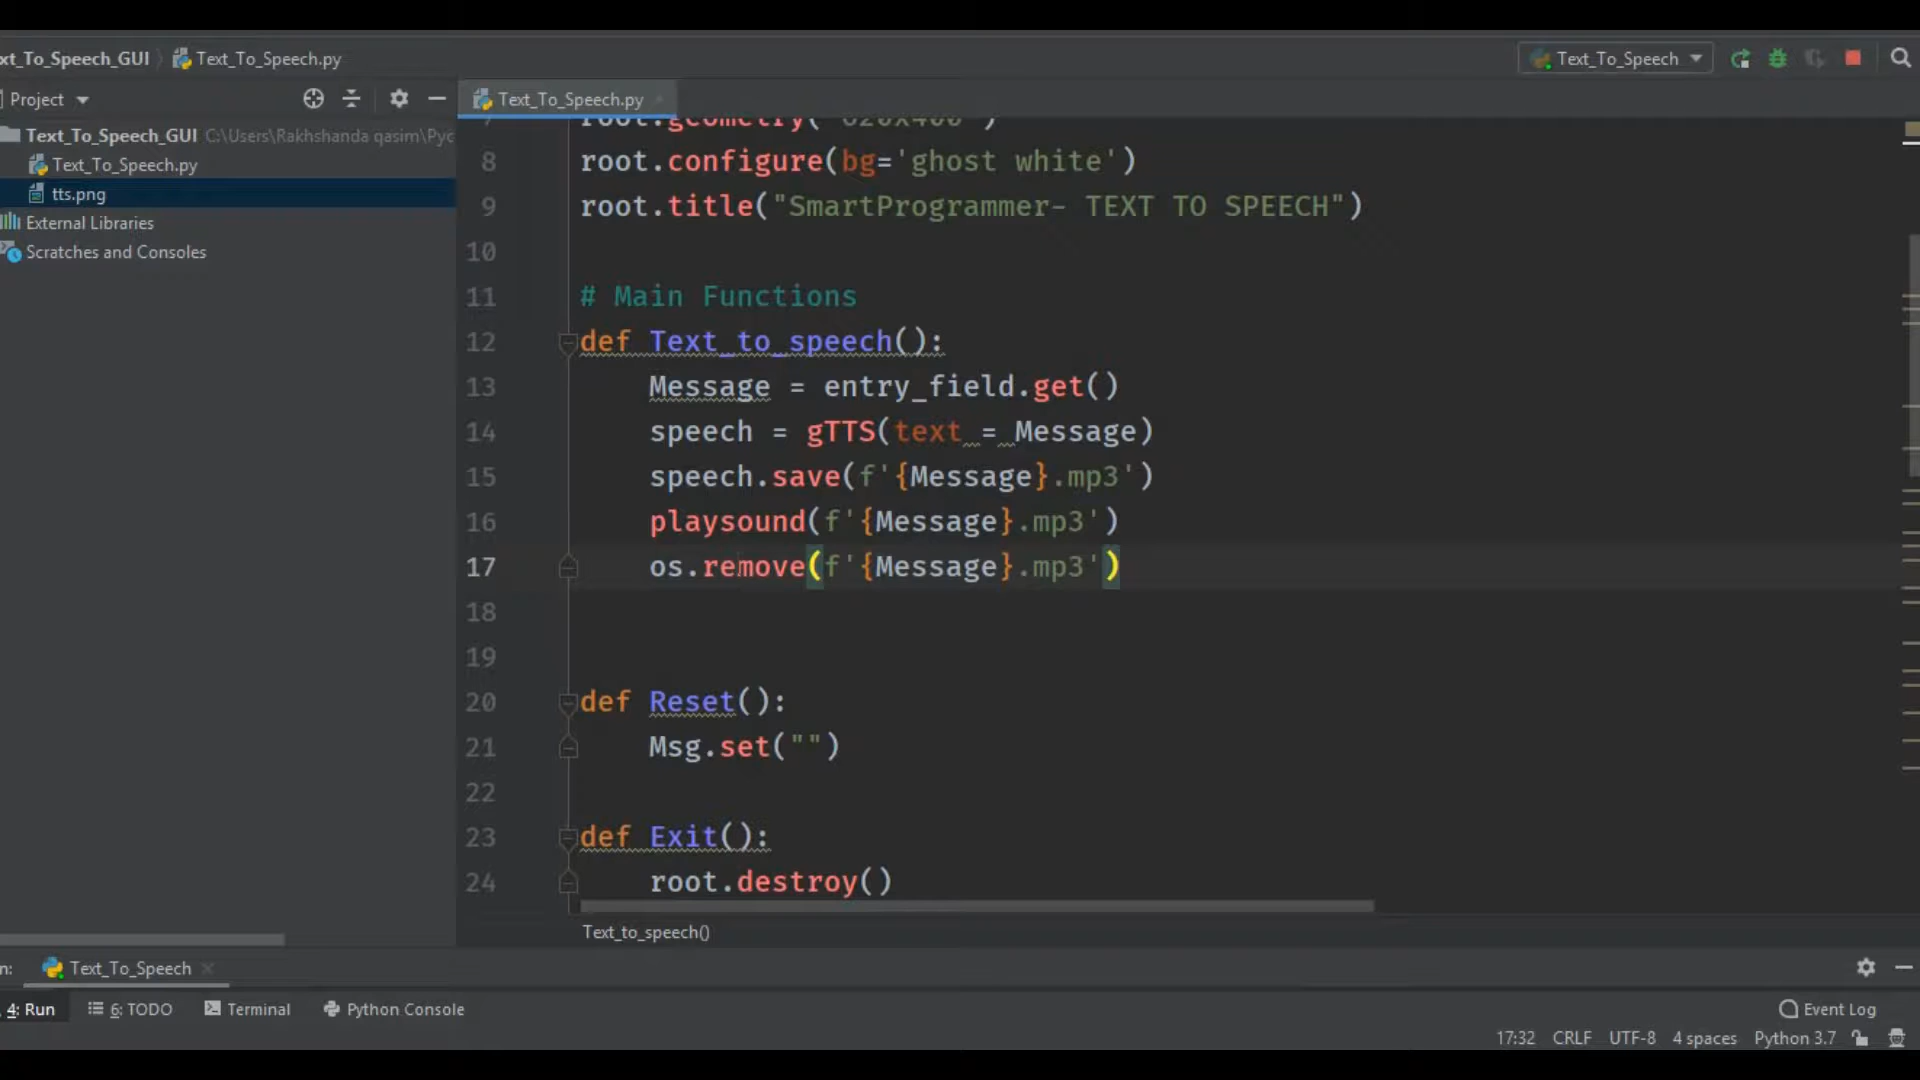 xt_To_Speech_GUI Text_To_Speech.py Text_To_Speech
Project Text_To_Speech.py
Text_To_Speech_GUI C:\Users\Rakhshanda qasim\Pyc
Text_To_Speech.py
tts.png
External Libraries
Scratches and Consoles
7 root.geometry("620x400")
8 root.configure(bg='ghost white')
9 root.title("SmartProgrammer- TEXT TO SPEECH")
10
11 # Main Functions
12 def Text_to_speech():
13 Message = entry_field.get()
14 speech = gTTS(text = Message)
15 speech.save(f'{Message}.mp3')
16 playsound(f'{Message}.mp3')
17 os.remove(f'{Message}.mp3')
18
19
20 def Reset():
21 Msg.set("")
22
23 def Exit():
24 root.destroy()
Text_to_speech()
n: Text_To_Speech
4: Run 6: TODO Terminal Python Console Event Log
17:32 CRLF UTF-8 4 spaces Python 3.7